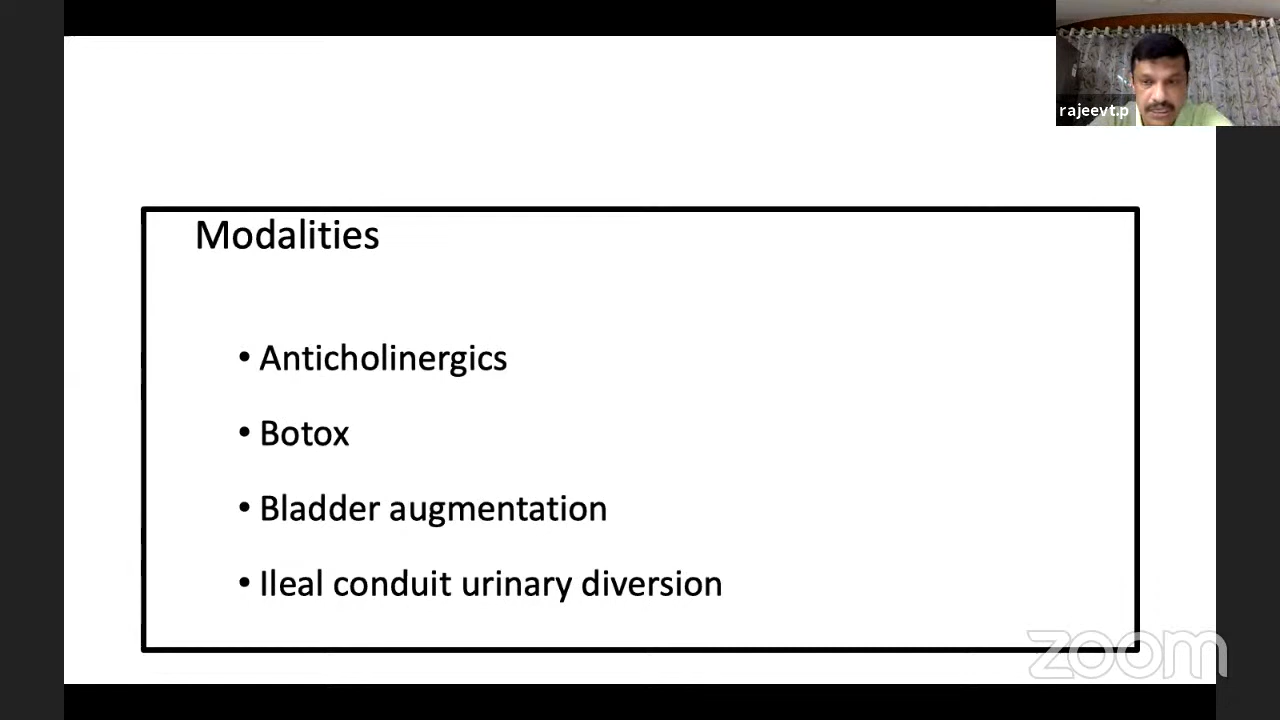 rajeevt.p
Modalities
• Anticholinergics
• Botox
• Bladder augmentation
• Ileal conduit urinary diversion
zoom